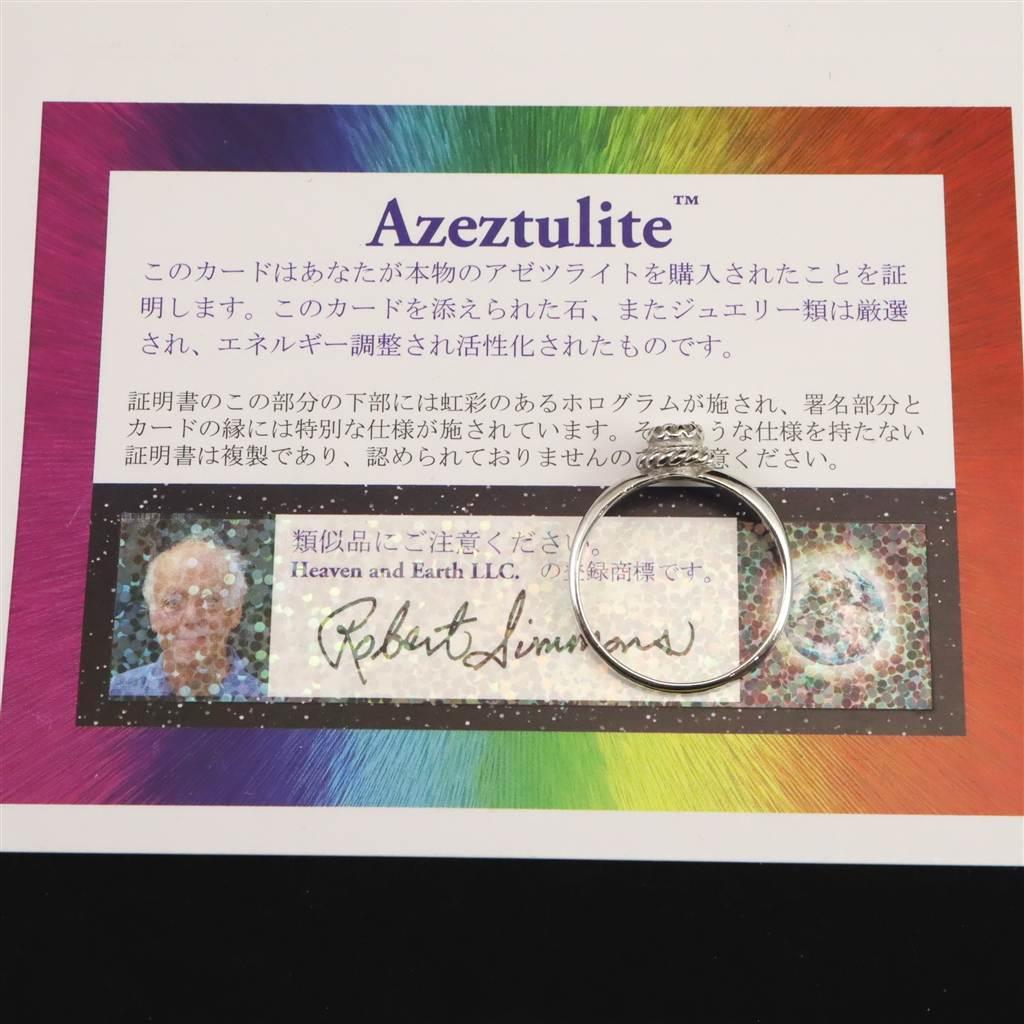 Azeztulite™
このカードはあなたが本物のアゼツライトを購入されたことを証
明します。このカードを添えられた石、またジュエリー類は厳選
され、エネルギー調整され活性化されたものです。
証明書のこの部分の下部には虹彩のあるホログラムが施され、署名部分と
カードの縁には特別な仕様が施されています。そのような仕様を持たない
証明書は複製であり、認められておりませんの 意ください。
類似品にご注意ください。
Heaven and Earth LLC. の登録商標です。
Robert Simmons